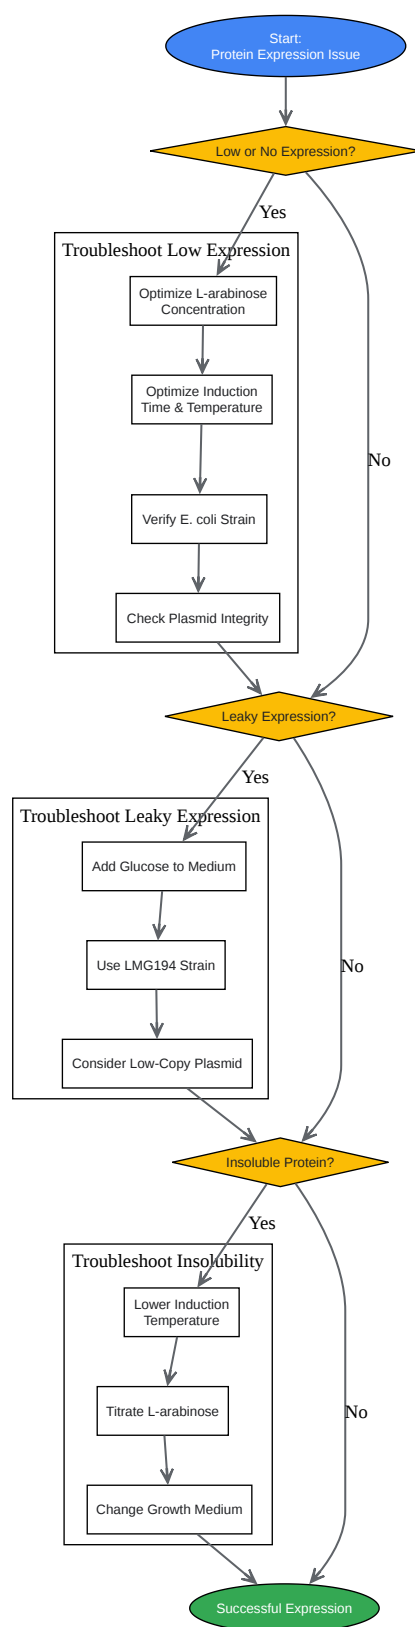 Start:
Protein Expression Issue
Low or No Expression?
Yes
Troubleshoot Low Expression
Optimize L-arabinose
Concentration
Optimize Induction
Time & Temperature
No
Verify E. coli Strain
Check Plasmid Integrity
Leaky Expression?
Yes
Troubleshoot Leaky Expression
Add Glucose to Medium
Use LMG194 Strain
No
Consider Low-Copy Plasmid
Insoluble Protein?
Yes
Troubleshoot Insolubility
Lower Induction
Temperature
Titrate L-arabinose
No
Change Growth Medium
Successful Expression